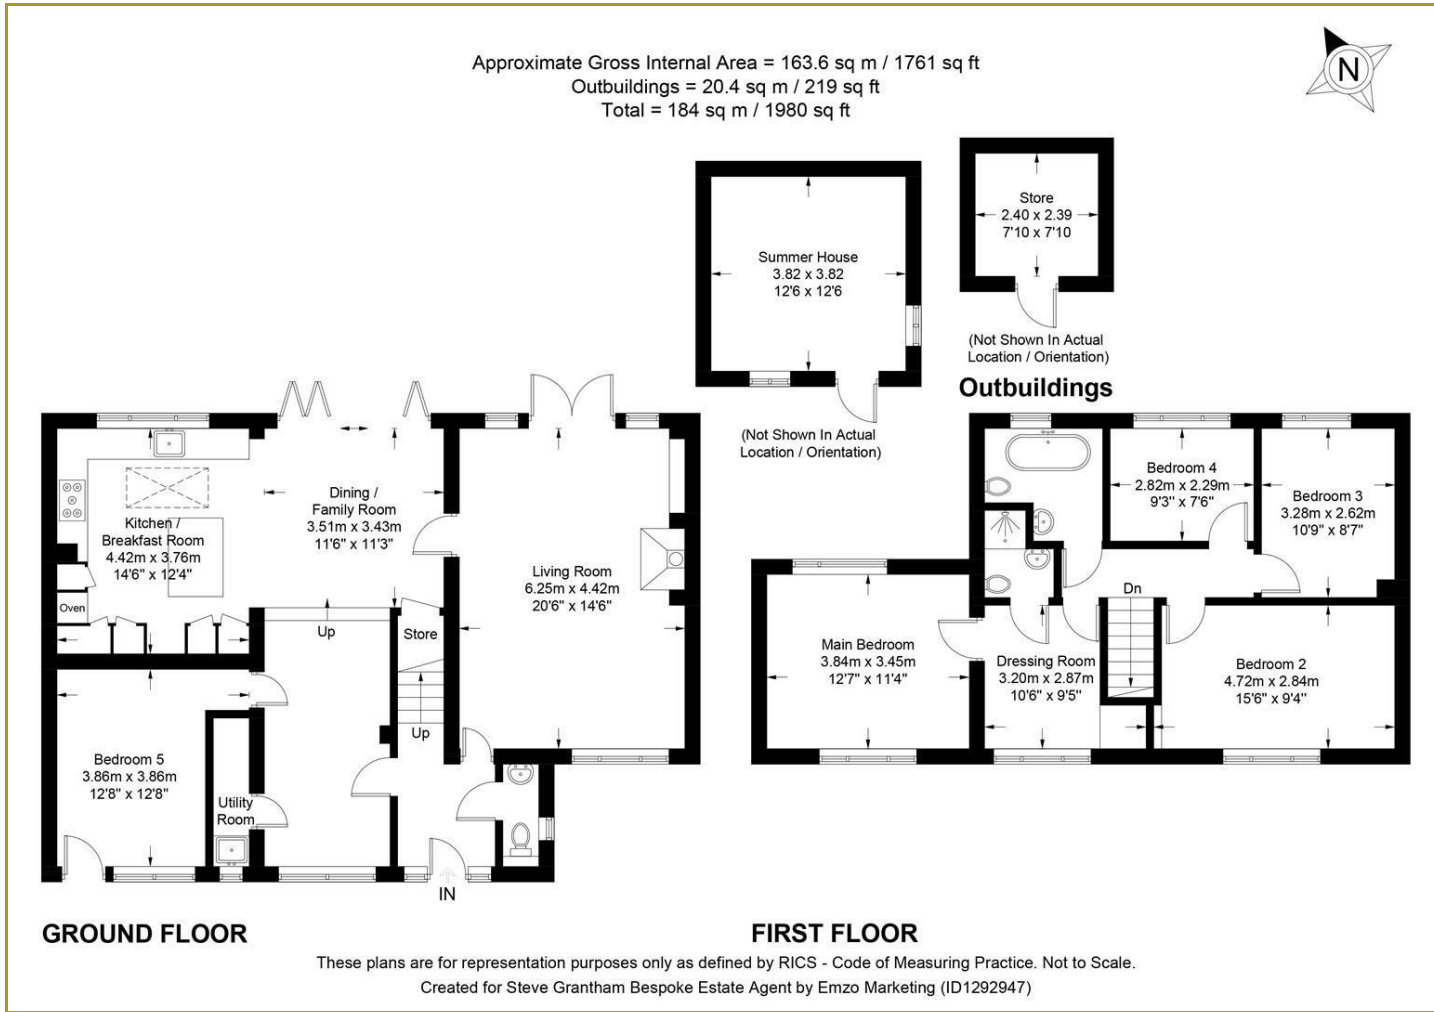 Approximate Gross Internal Area = 163.6 sq m / 1761 sq ft
Outbuildings = 20.4 sq m / 219 sq ft
Total = 184 sq m / 1980 sq ft
N
Store
2.40 x 2.39
7'10 x 7'10
Summer House
3.82 x 3.82
12'6 x 12'6
(Not Shown In Actual
Location / Orientation)
Outbuildings
(Not Shown In Actual
Location / Orientation)
Kitchen /
Breakfast Room
4.42m x 3.76m
14'6" x 12'4"
Dining /
Family Room
3.51m x 3.43m
11'6" x 11'3"
Living Room
6.25m x 4.42m
20'6" x 14'6"
Oven
Up
Store
Up
Bedroom 5
3.86m x 3.86m
12'8" x 12'8"
Utility
Room
IN
Bedroom 4
2.82m x 2.29m
9'3" x 7'6"
Bedroom 3
3.28m x 2.62m
10'9" x 8'7"
Dn
Main Bedroom
3.84m x 3.45m
12'7" x 11'4"
Dressing Room
3.20m x 2.87m
10'6" x 9'5"
Bedroom 2
4.72m x 2.84m
15'6" x 9'4"
GROUND FLOOR
FIRST FLOOR
These plans are for representation purposes only as defined by RICS - Code of Measuring Practice. Not to Scale.
Created for Steve Grantham Bespoke Estate Agent by Emzo Marketing (ID1292947)